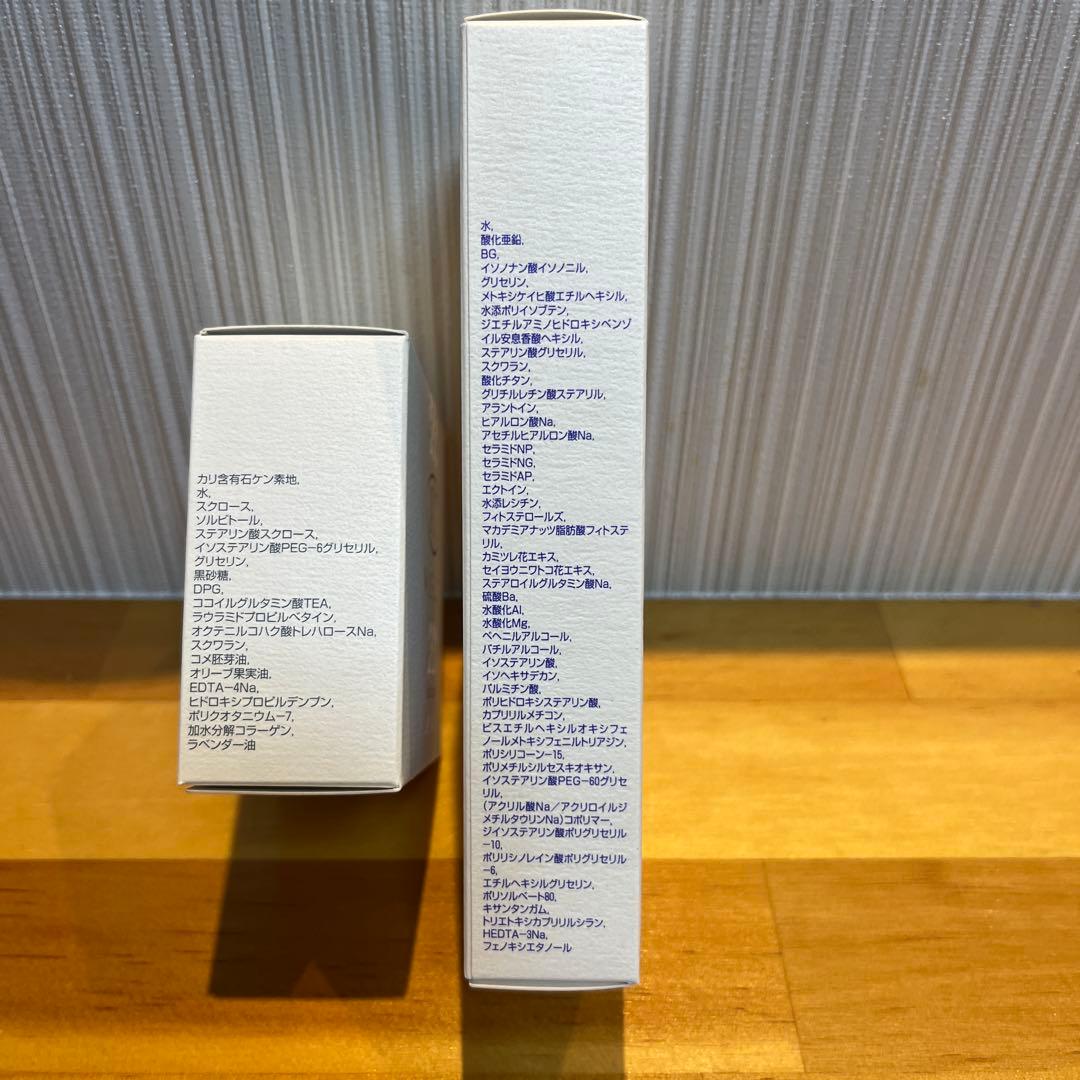 カリ含有石ケン素地,
水,
スクロース,
ソルビトール,
ステアリン酸スクロース,
イソステアリン酸PEG-6グリセリル,
グリセリン,
黒砂糖,
DPG,
ココイルグルタミン酸TEA,
ラウラミドプロピルベタイン,
オクテニルコハク酸トレハロースNa,
スクワラン,
コメ胚芽油,
オリーブ果実油,
EDTA-4Na,
ヒドロキシプロピルデンプン,
ポリクオタニウム-7,
加水分解コラーゲン,
ラベンダー油
水,
酸化亜鉛,
BG,
イソノナン酸イソノニル,
グリセリン,
メトキシケイヒ酸エチルヘキシル,
水添ポリイソブテン,
ジエチルアミノヒドロキシベンゾ
イル安息香酸ヘキシル,
ステアリン酸グリセリル,
スクワラン,
酸化チタン,
グリチルレチン酸ステアリル,
アラントイン,
ヒアルロン酸Na,
アセチルヒアルロン酸Na,
セラミドNP,
セラミドNG,
セラミドAP,
エクトイン,
水添レシチン,
フィトステロールズ,
マカデミアナッツ脂肪酸フィトステ
リル,
カミツレ花エキス,
セイヨウニワトコ花エキス,
ステアロイルグルタミン酸Na,
硫酸Ba,
水酸化Al,
水酸化Mg,
ベヘニルアルコール,
バチルアルコール,
イソステアリン酸,
イソヘキサデカン,
パルミチン酸,
ポリヒドロキシステアリン酸,
カプリリルメチコン,
ビスエチルヘキシルオキシフェ
ノールメトキシフェニルトリアジン,
ポリシリコーン-15,
ポリメチルシルセスキオキサン,
イソステアリン酸PEG-60グリセ
リル,
(アクリル酸Na/アクリロイルジ
メチルタウリンNa)コポリマー,
ジイソステアリン酸ポリグリセリル
-10,
ポリリシノレイン酸ポリグリセリル
-6,
エチルヘキシルグリセリン,
ポリソルベート80,
キサンタンガム,
トリエトキシカプリリルシラン,
HEDTA-3Na,
フェノキシエタノール